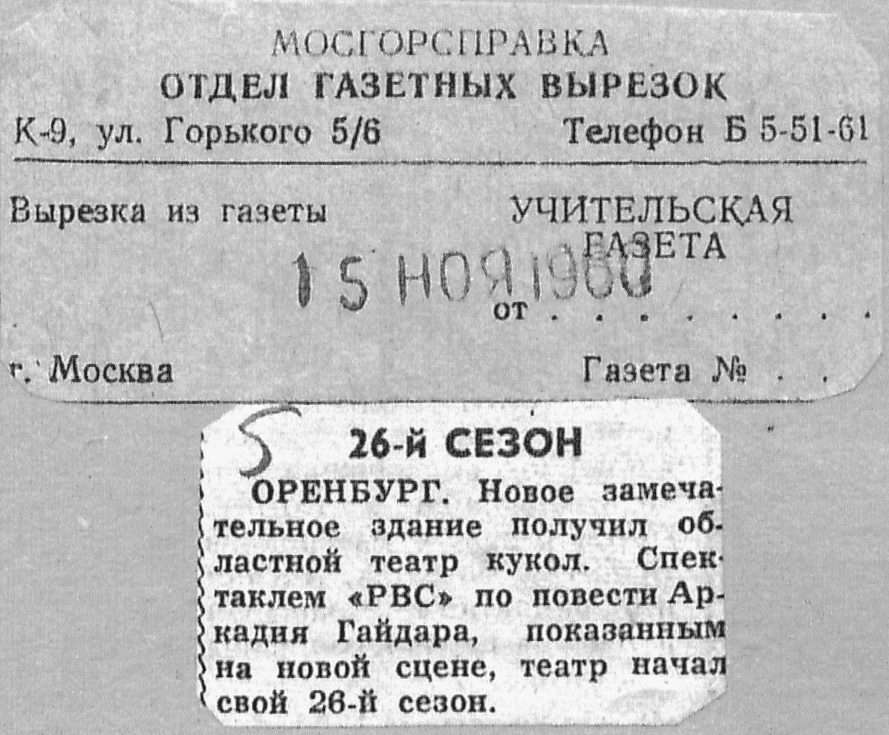 МОСГОРСПРАВКА
ОТДЕЛ ГАЗЕТНЫХ ВЫРЕЗОК
К-9, ул. Горького 5/6 Телефон Б 5-51-61
Вырезка из газеты УЧИТЕЛЬСКАЯ
ГАЗЕТА
15 НОЯ 1960
от . . . . . . . .
г. Москва Газета № . .
5
26-й СЕЗОН
ОРЕНБУРГ. Новое замеча-
тельное здание получил об-
ластной театр кукол. Спек-
таклем «РВС» по повести Ар-
кадия Гайдара, показанным
на новой сцене, театр начал
свой 26-й сезон.